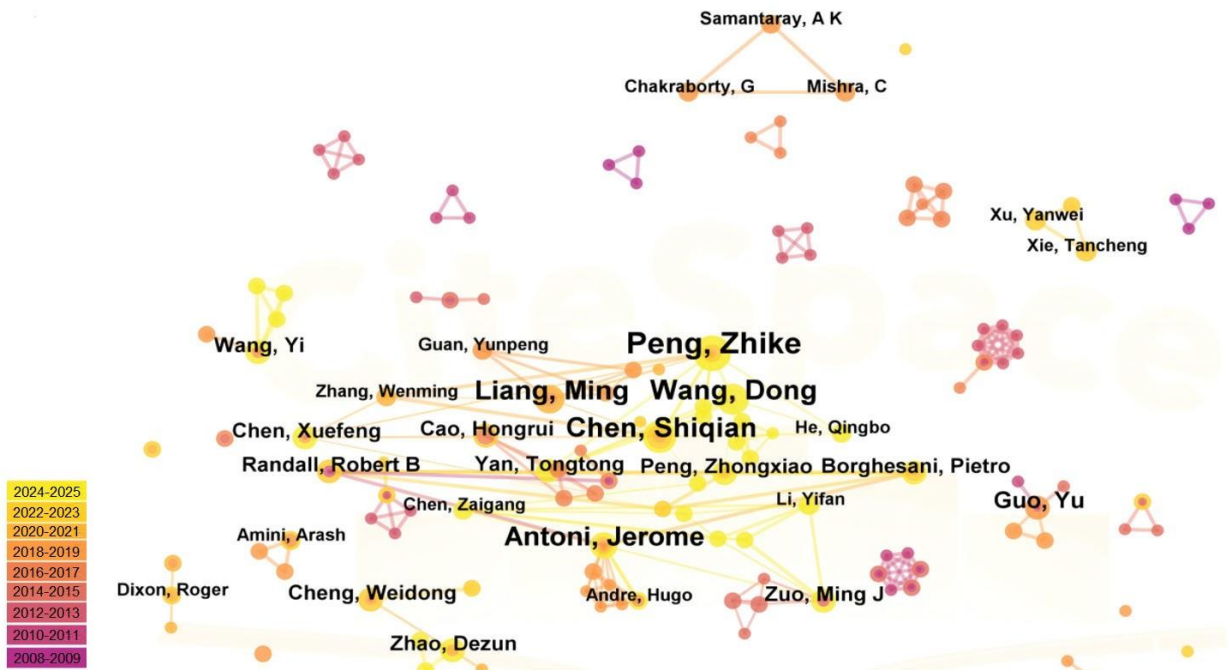 Samantaray, A K
Chakraborty, G
Mishra, C
Xu, Yanwei
Xie, Tancheng
CiteSpace
Wang, Yi
Guan, Yunpeng
Peng, Zhike
Zhang, Wenming
Liang, Ming
Wang, Dong
Chen, Xuefeng
Cao, Hongrui
Chen, Shiqian
He, Qingbo
Randall, Robert B
Yan, Tongtong
Peng, Zhongxiao
Borghesani, Pietro
Chen, Zaigang
Li, Yifan
Guo, Yu
Amini, Arash
Antoni, Jerome
Dixon, Roger
Cheng, Weidong
Andre, Hugo
Zuo, Ming J
Zhao, Dezun
2024-2025
2022-2023
2020-2021
2018-2019
2016-2017
2014-2015
2012-2013
2010-2011
2008-2009